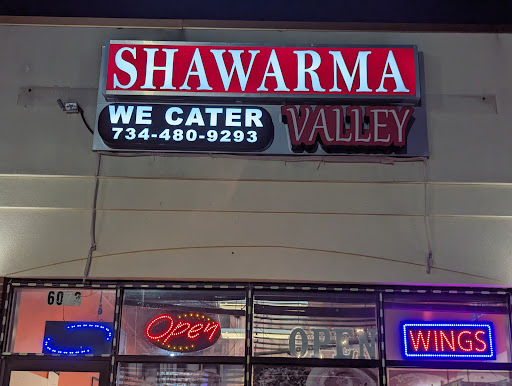 SHAWARMA
WE CATER
734-480-9293
VALLEY
Open
OPEN
WINGS